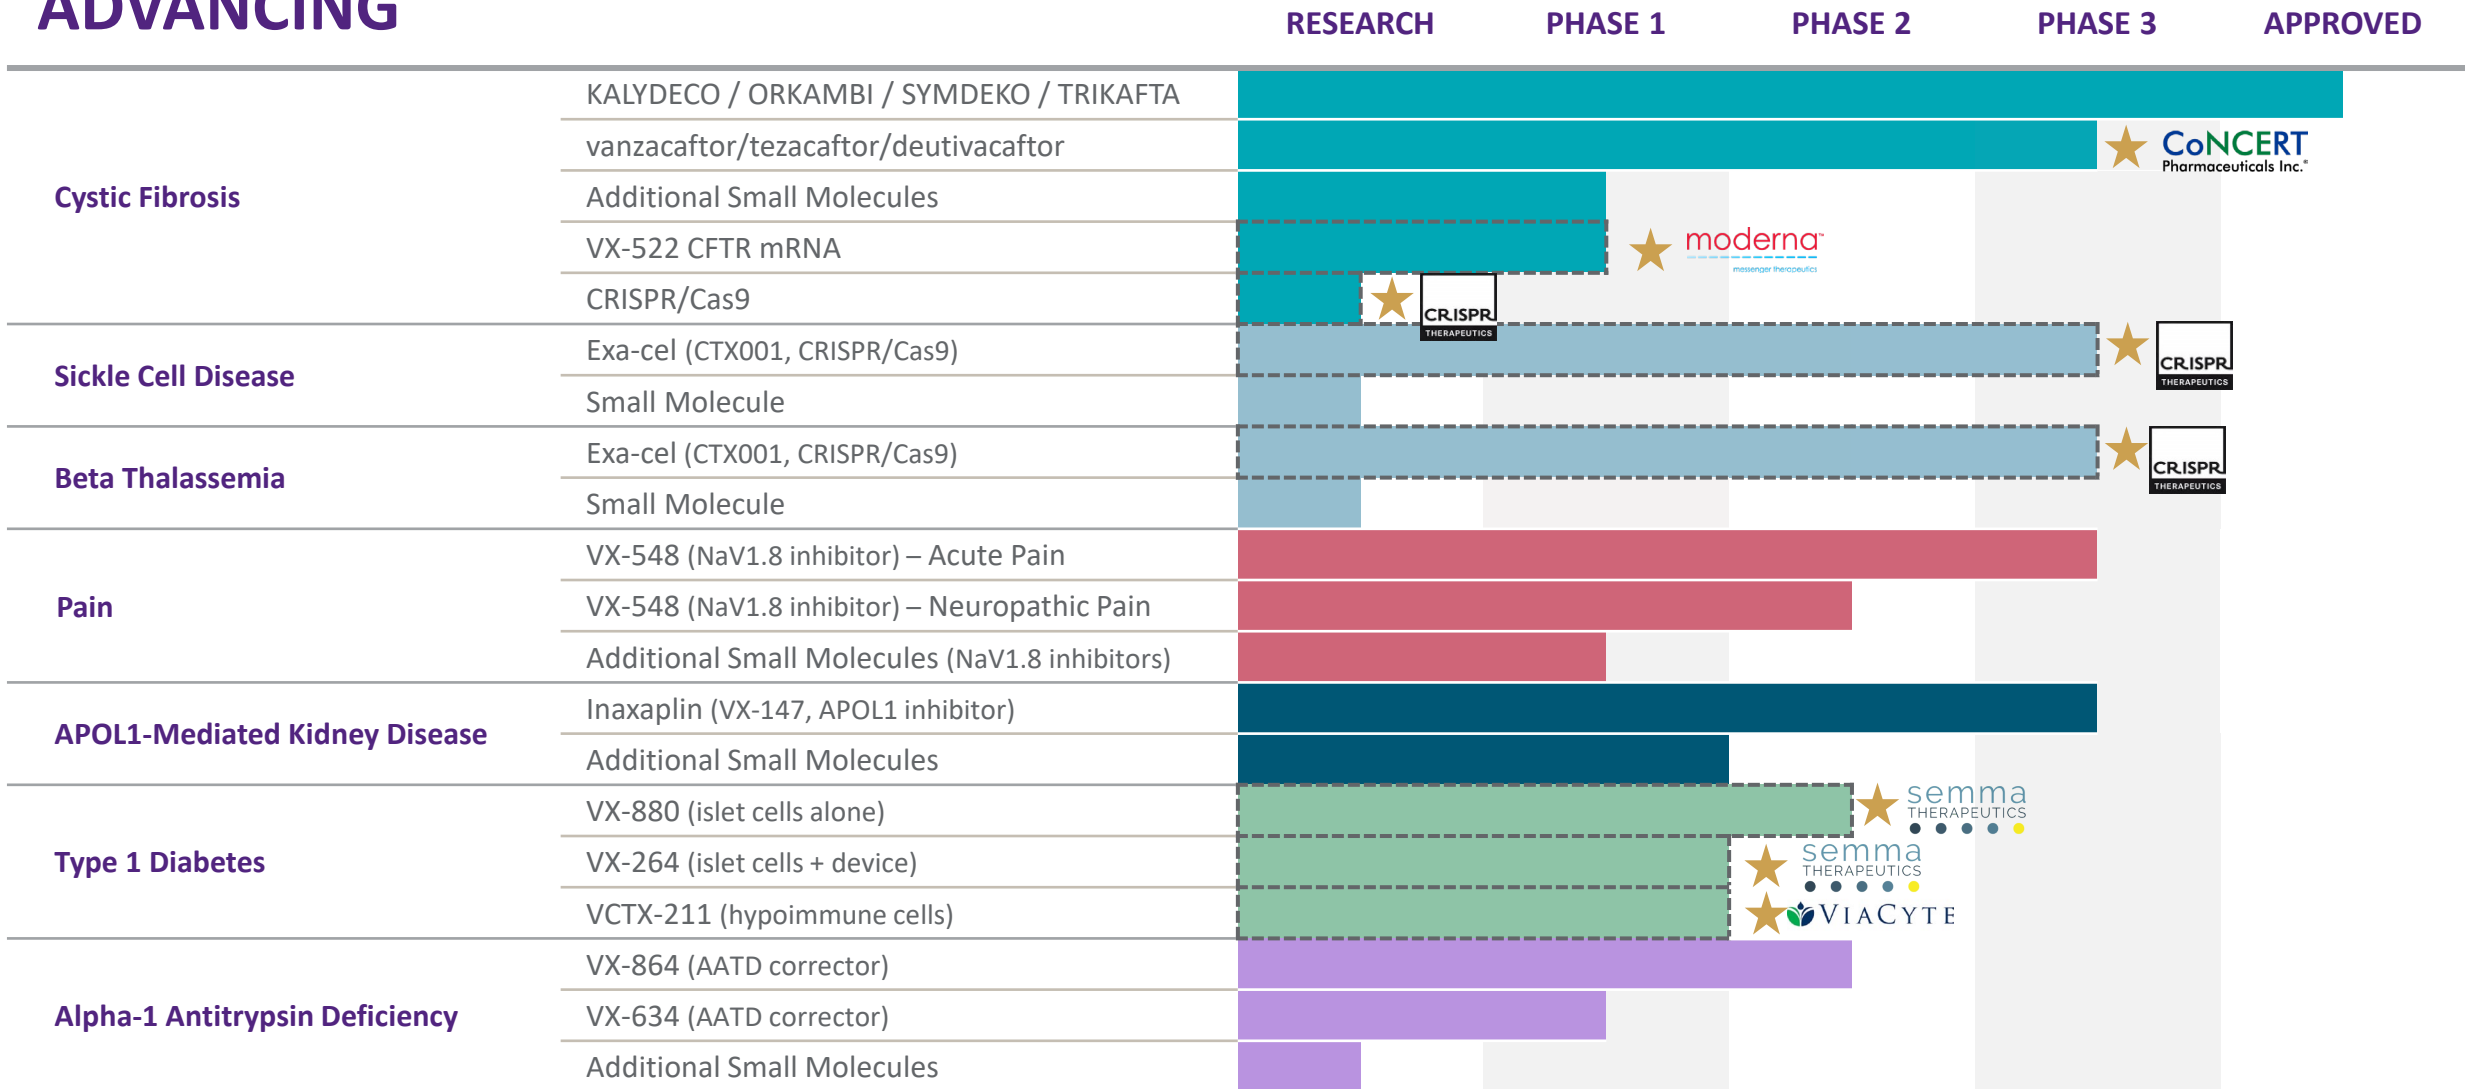 ADVANCING
RESEARCH PHASE 1 PHASE 2 PHASE 3 APPROVED
Cystic Fibrosis
KALYDECO / ORKAMBI / SYMDEKO / TRIKAFTA
vanzacaftor/tezacaftor/deutivacaftor
CoNCERT
Pharmaceuticals Inc.®
Additional Small Molecules
VX-522 CFTR mRNA
moderna™
messenger therapeutics
CRISPR/Cas9
CRISPR
THERAPEUTICS
Sickle Cell Disease
Exa-cel (CTX001, CRISPR/Cas9)
CRISPR
THERAPEUTICS
Small Molecule
Beta Thalassemia
Exa-cel (CTX001, CRISPR/Cas9)
CRISPR
THERAPEUTICS
Small Molecule
Pain
VX-548 (NaV1.8 inhibitor) – Acute Pain
VX-548 (NaV1.8 inhibitor) – Neuropathic Pain
Additional Small Molecules (NaV1.8 inhibitors)
APOL1-Mediated Kidney Disease
Inaxaplin (VX-147, APOL1 inhibitor)
Additional Small Molecules
Type 1 Diabetes
VX-880 (islet cells alone)
semma
THERAPEUTICS
VX-264 (islet cells + device)
semma
THERAPEUTICS
VCTX-211 (hypoimmune cells)
VIACYTE
Alpha-1 Antitrypsin Deficiency
VX-864 (AATD corrector)
VX-634 (AATD corrector)
Additional Small Molecules